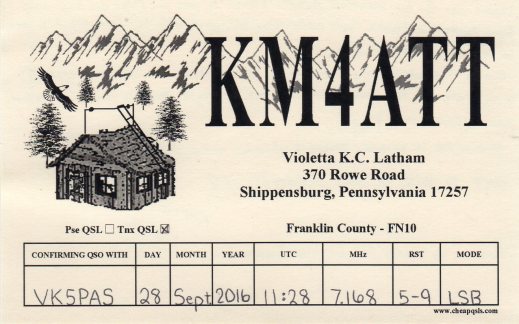 KM4ATT
Violetta K.C. Latham
370 Rowe Road
Shippensburg, Pennsylvania 17257
Pse QSL ☐ Tnx QSL ☒ Franklin County - FN10
CONFIRMING QSO WITH DAY MONTH YEAR UTC MHz RST MODE
VK5PAS 28 Sept 2016 11:28 7.168 5-9 LSB
www.cheapqsls.com